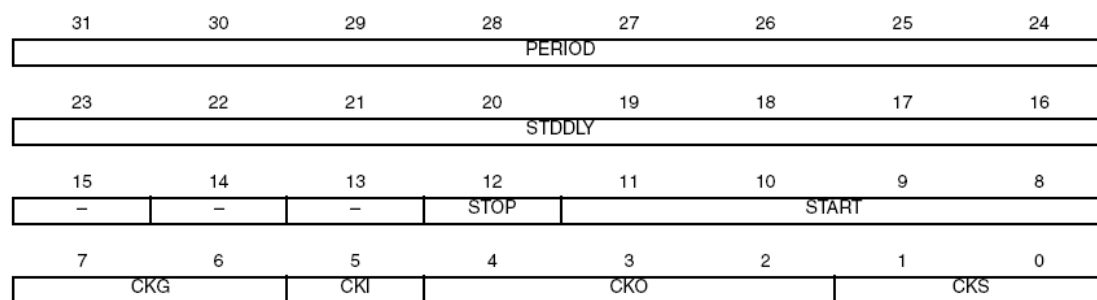 31 30 29 28 27 26 25 24
PERIOD
23 22 21 20 19 18 17 16
STDDLY
15 14 13 12 11 10 9 8
– – – STOP START
7 6 5 4 3 2 1 0
CKG CKI CKO CKS